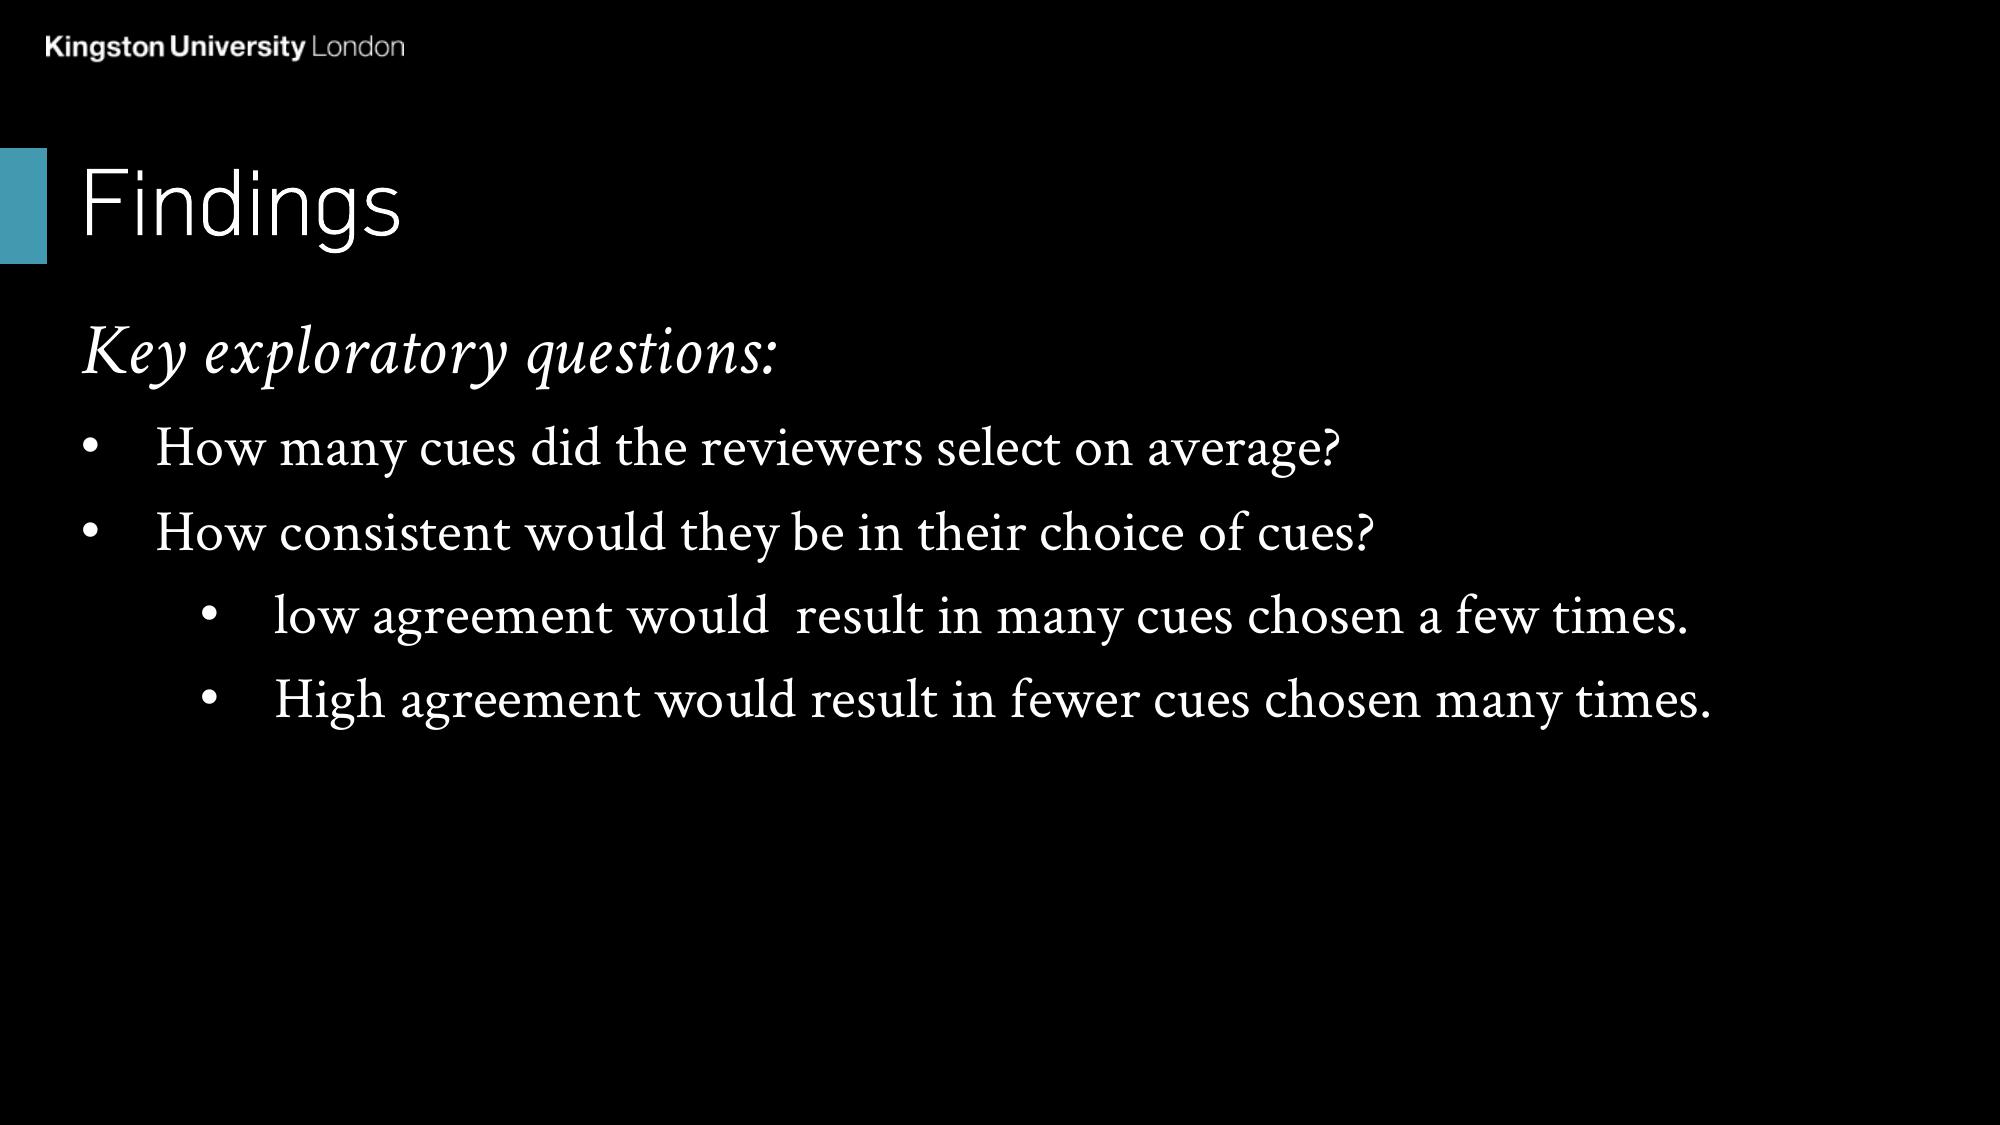 Kingston University London
Findings
Key exploratory questions:
• How many cues did the reviewers select on average?
• How consistent would they be in their choice of cues?
• low agreement would  result in many cues chosen a few times.
• High agreement would result in fewer cues chosen many times.